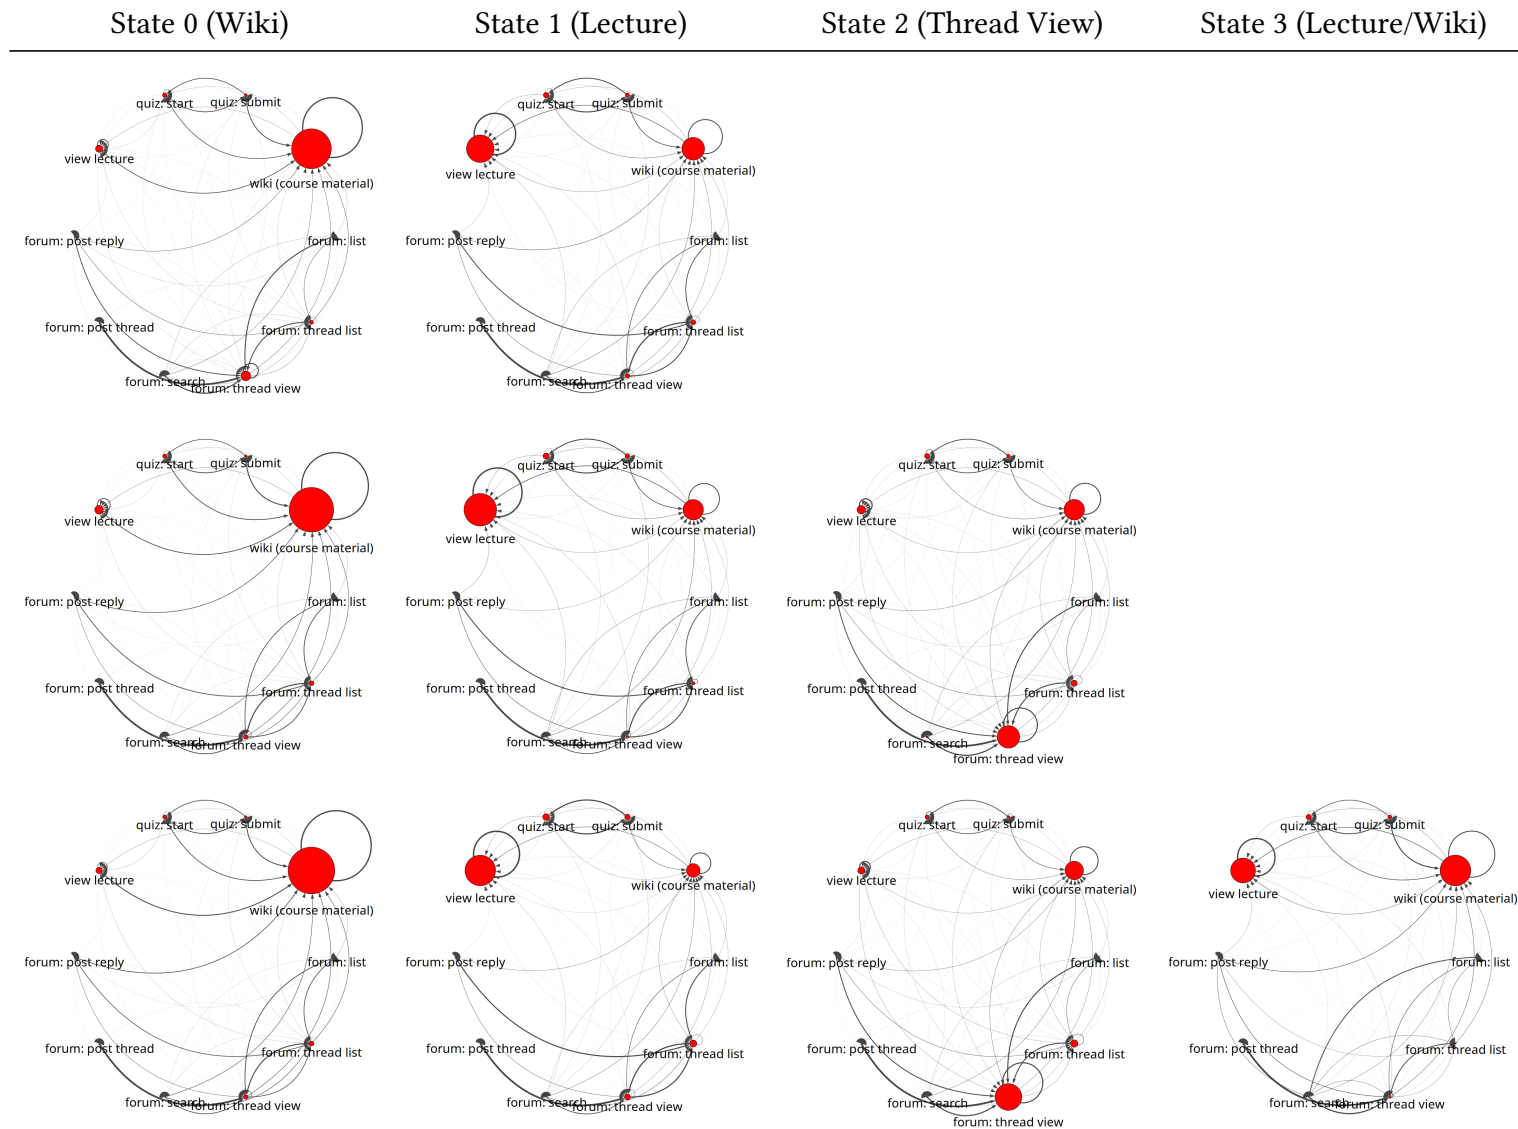 State 0 (Wiki)
State 1 (Lecture)
State 2 (Thread View)
State 3 (Lecture/Wiki)
quiz: start
quiz: submit
view lecture
wiki (course material)
forum: post reply
forum: list
forum: post thread
forum: thread list
forum: search
forum: thread view
quiz: start
quiz: submit
view lecture
wiki (course material)
forum: post reply
forum: list
forum: post thread
forum: thread list
forum: search
forum: thread view
quiz: start
quiz: submit
view lecture
wiki (course material)
forum: post reply
forum: list
forum: post thread
forum: thread list
forum: search
forum: thread view
quiz: start
quiz: submit
view lecture
wiki (course material)
forum: post reply
forum: list
forum: post thread
forum: thread list
forum: search
forum: thread view
quiz: start
quiz: submit
view lecture
wiki (course material)
forum: post reply
forum: list
forum: post thread
forum: thread list
forum: search
forum: thread view
quiz: start
quiz: submit
view lecture
wiki (course material)
forum: post reply
forum: list
forum: post thread
forum: thread list
forum: search
forum: thread view
quiz: start
quiz: submit
view lecture
wiki (course material)
forum: post reply
forum: list
forum: post thread
forum: thread list
forum: search
forum: thread view
quiz: start
quiz: submit
view lecture
wiki (course material)
forum: post reply
forum: list
forum: post thread
forum: thread list
forum: search
forum: thread view
quiz: start
quiz: submit
view lecture
wiki (course material)
forum: post reply
forum: list
forum: post thread
forum: thread list
forum: search
forum: thread view